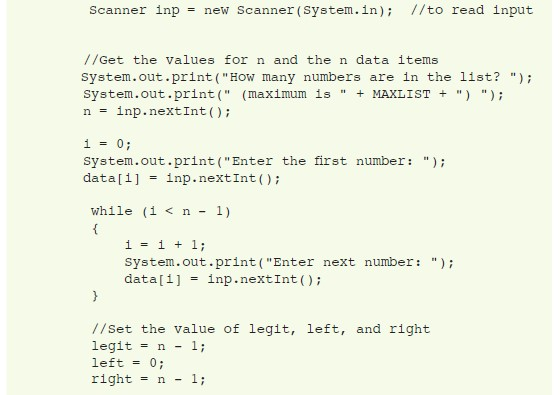 Scanner inp = new Scanner(System.in); //to read input
//Get the values for n and the n data items
System.out.print("How many numbers are in the list? ");
System.out.print(" (maximum is " + MAXLIST + ") ");
n = inp.nextInt();
i = 0;
System.out.print("Enter the first number: ");
data[i] = inp.nextInt();
while (i < n - 1)
{
i = i + 1;
System.out.print("Enter next number: ");
data[i] = inp.nextInt();
}
//Set the value of legit, left, and right
legit = n - 1;
left = 0;
right = n - 1;